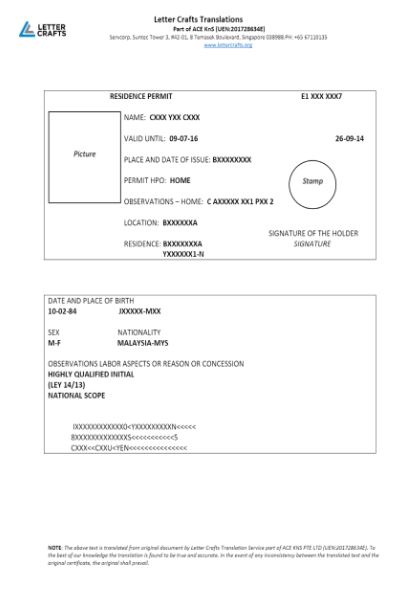 LETTER
CRAFTS
Letter Crafts Translations
Part of ACE KnS (UEN:201728634E)
Servcorp, Suntec Tower 3, #42-01, 8 Temasek Boulevard, Singapore 038988.PH: +65 67110135
www.lettercrafts.org
RESIDENCE PERMIT E1 XXX XXX7
NAME: CXXX YXX CXXX
VALID UNTIL: 09-07-16 26-09-14
Picture
PLACE AND DATE OF ISSUE: BXXXXXXXX
PERMIT HPO: HOME
Stamp
OBSERVATIONS – HOME: C AXXXXX XX1 PXX 2
LOCATION: BXXXXXXA
SIGNATURE OF THE HOLDER
RESIDENCE: BXXXXXXXA SIGNATURE
YXXXXXX1-N
DATE AND PLACE OF BIRTH
10-02-84 JXXXXX-MXX
SEX NATIONALITY
M-F MALAYSIA-MYS
OBSERVATIONS LABOR ASPECTS OR REASON OR CONCESSION
HIGHLY QUALIFIED INITIAL
(LEY 14/13)
NATIONAL SCOPE
IXXXXXXXXXXXXO<YXXXXXXXXXN<<<<<
8XXXXXXXXXXXXXS<<<<<<<<<<<5
CXXX<<CXXU<YEN<<<<<<<<<<<<<<<
NOTE: The above text is translated from original document by Letter Crafts Translation Service part of ACE KNS PTE LTD (UEN:201728634E). To
the best of our knowledge the translation is found to be true and accurate. In the event of any inconsistency between the translated text and the
original certificate, the original shall prevail.